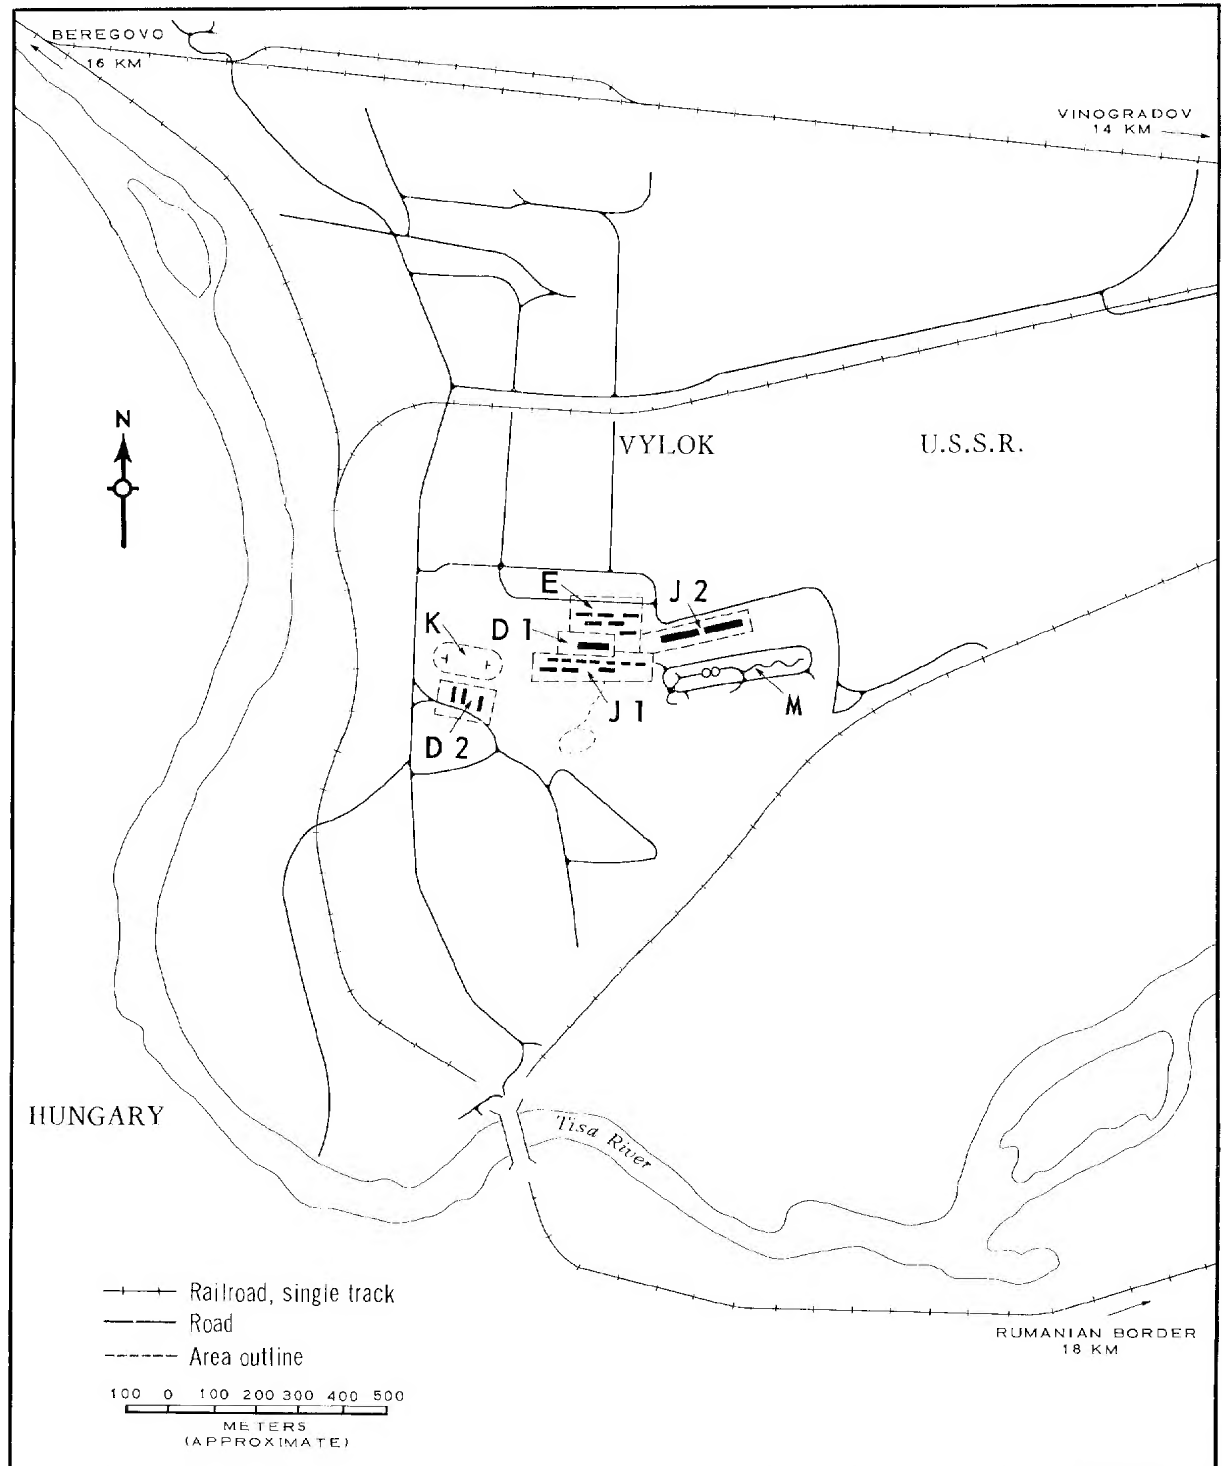 BEREGOVO
16 KM
VINOGRADOV
14 KM
N
VYLOK
U.S.S.R.
E
J 2
K
D 1
J 1
M
D 2
HUNGARY
Tisa River
Railroad, single track
Road
Area outline
100 0 100 200 300 400 500
METERS
(APPROXIMATE)
RUMANIAN BORDER
18 KM